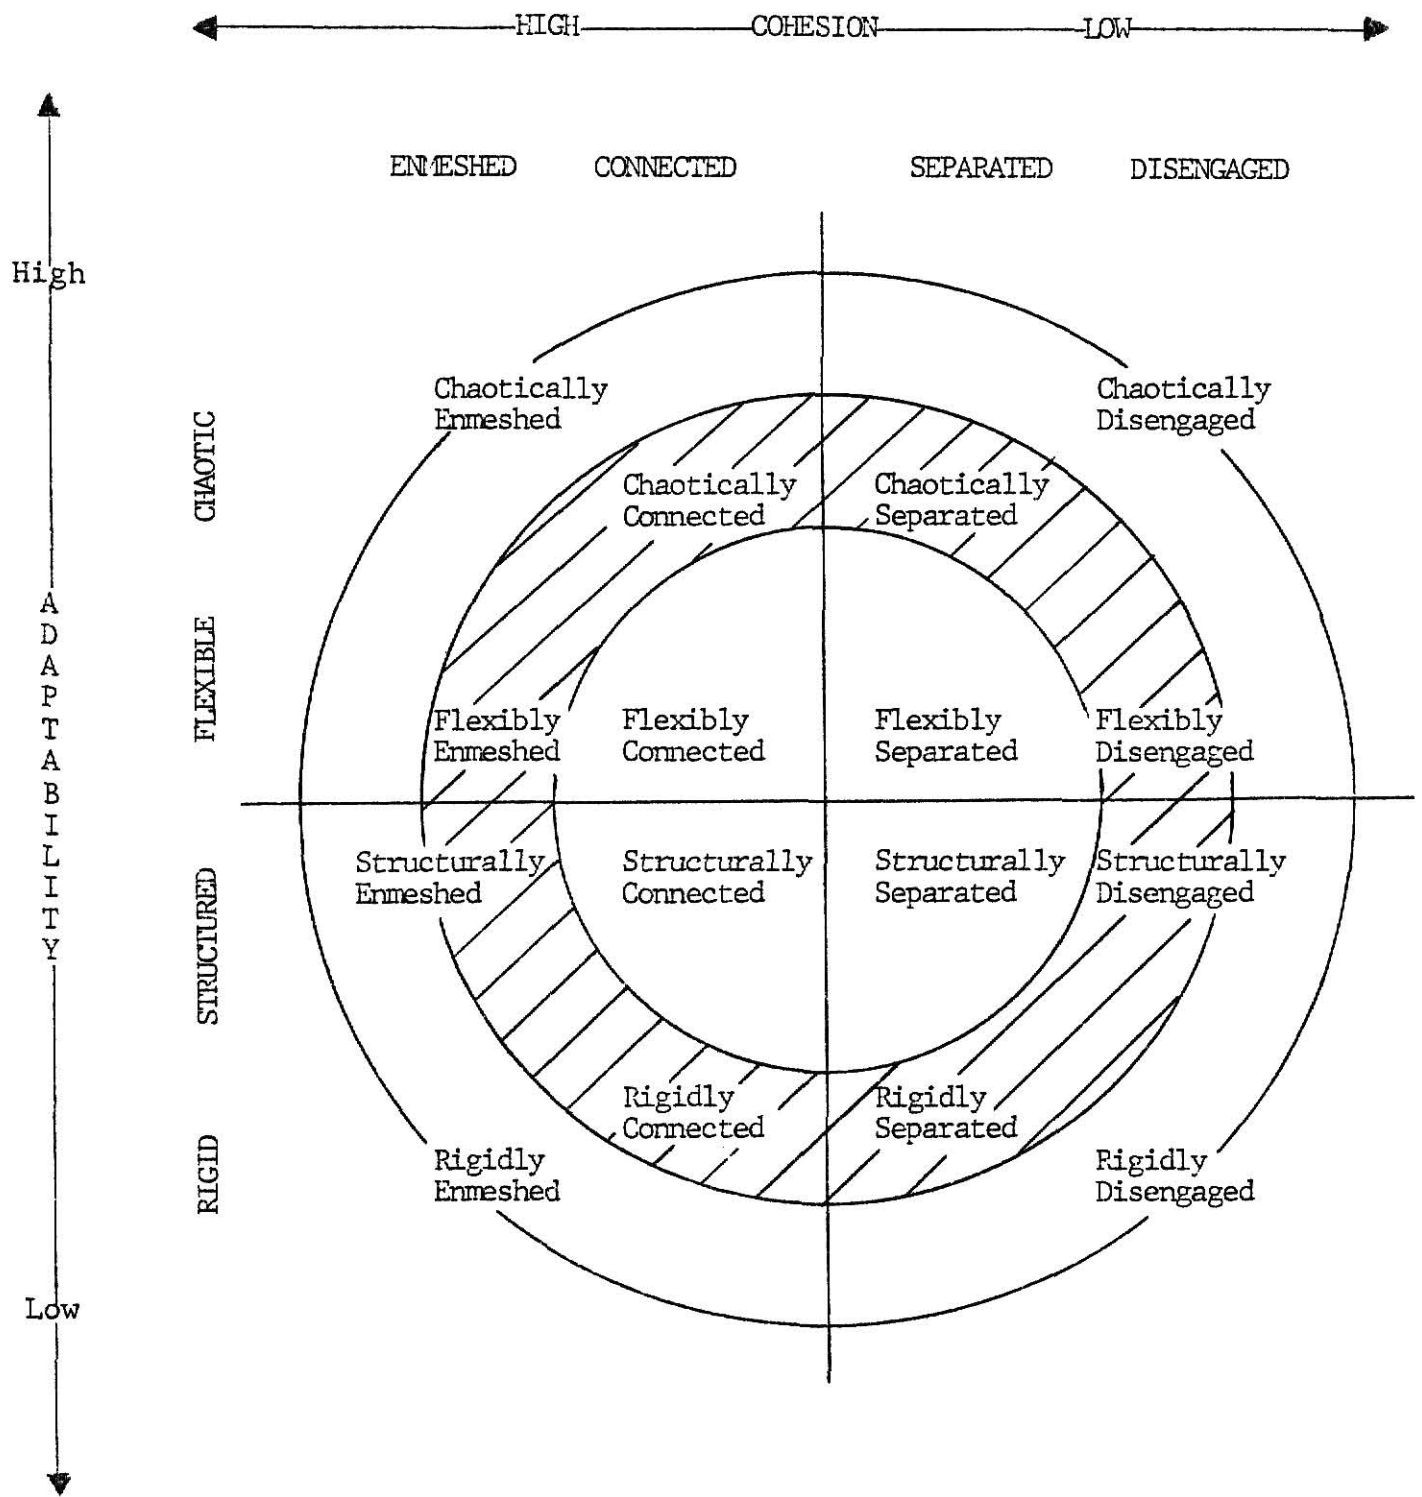 HIGH COHESION LOW
ENMESHED CONNECTED SEPARATED DISENGAGED
High
ADAPTABILITY
Low
CHAOTIC
FLEXIBLE
STRUCTURED
RIGID
Chaotically
Enmeshed
Chaotically
Connected
Chaotically
Separated
Chaotically
Disengaged
Flexibly
Enmeshed
Flexibly
Connected
Flexibly
Separated
Flexibly
Disengaged
Structurally
Enmeshed
Structurally
Connected
Structurally
Separated
Structurally
Disengaged
Rigidly
Enmeshed
Rigidly
Connected
Rigidly
Separated
Rigidly
Disengaged